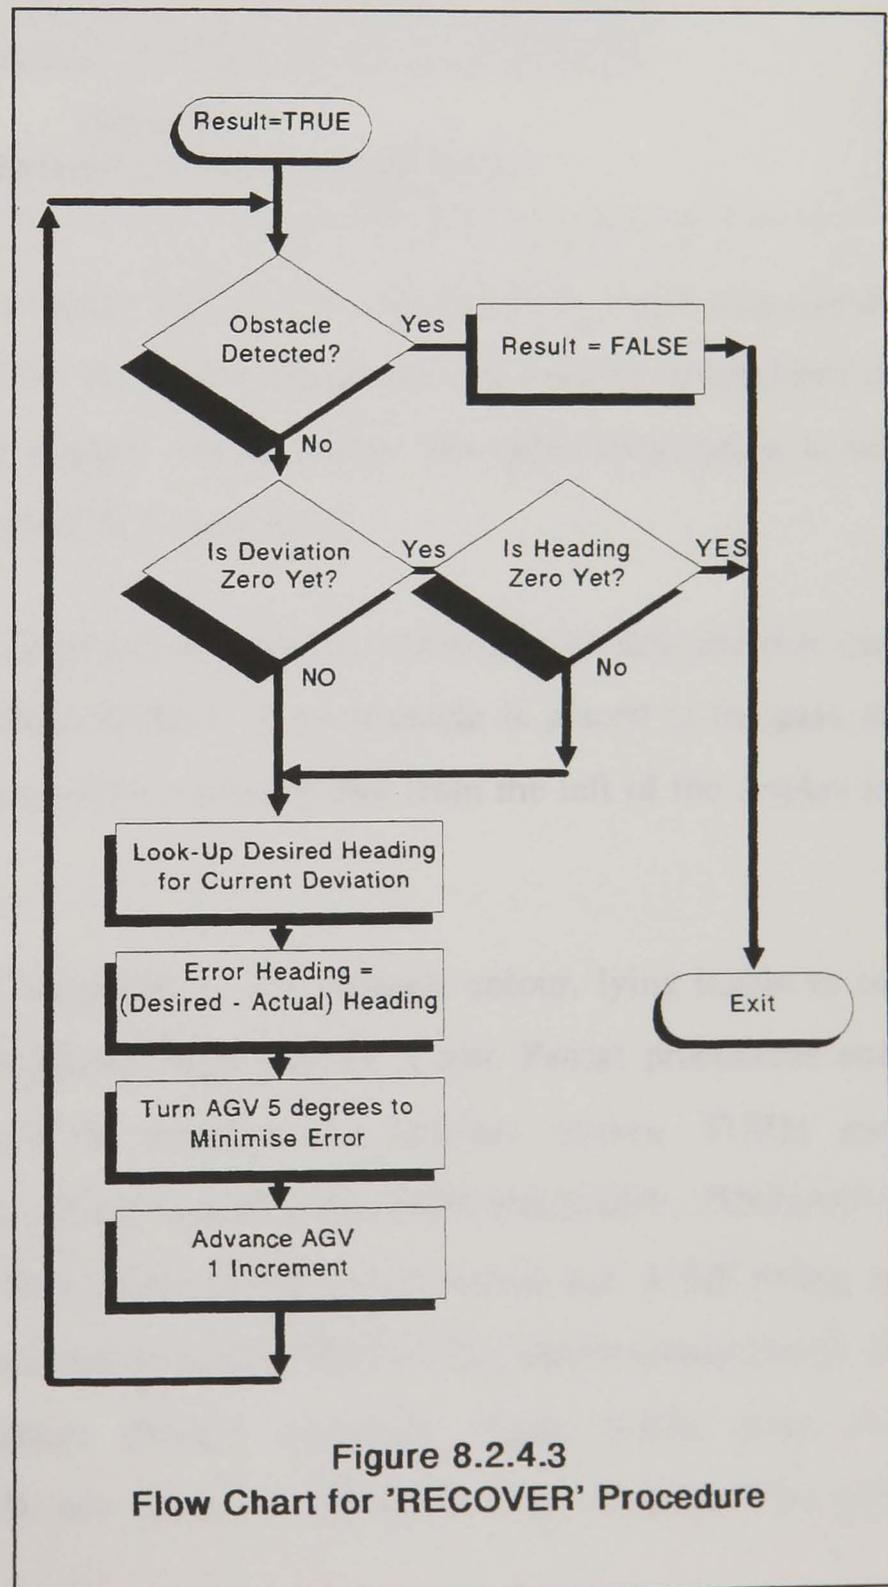 Result=TRUE
Obstacle
Detected?
Yes
Result = FALSE
No
Is Deviation
Zero Yet?
Yes
Is Heading
Zero Yet?
YES
NO
No
Look-Up Desired Heading
for Current Deviation
Error Heading =
(Desired - Actual) Heading
Exit
Turn AGV 5 degrees to
Minimise Error
Advance AGV
1 Increment
Figure 8.2.4.3
Flow Chart for 'RECOVER' Procedure